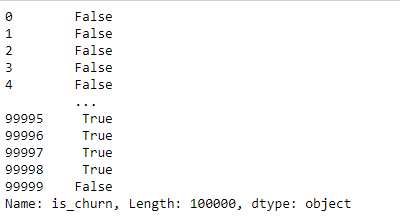 0        False
1        False
2        False
3        False
4        False
         ...
99995     True
99996     True
99997     True
99998     True
99999    False
Name: is_churn, Length: 100000, dtype: object